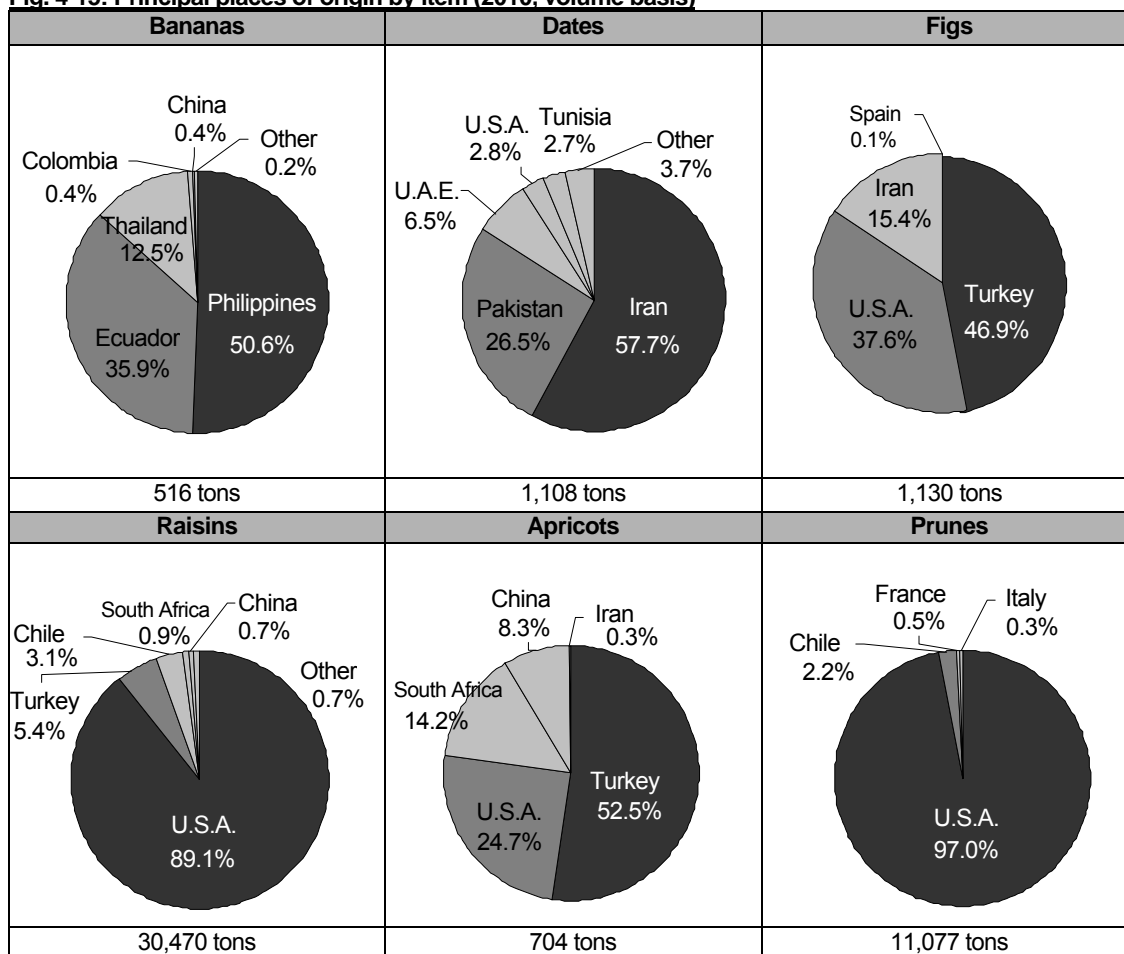 Fig. 4-15: Principal places of origin by item (2010, volume basis)
Bananas
Dates
Figs
China
0.4%
Other
0.2%
Colombia
0.4%
Thailand
12.5%
Philippines
50.6%
Ecuador
35.9%
U.S.A.
2.8%
Tunisia
2.7%
Other
3.7%
U.A.E.
6.5%
Pakistan
26.5%
Iran
57.7%
Spain
0.1%
Iran
15.4%
U.S.A.
37.6%
Turkey
46.9%
516 tons
1,108 tons
1,130 tons
Raisins
Apricots
Prunes
South Africa
0.9%
China
0.7%
Chile
3.1%
Other
0.7%
Turkey
5.4%
U.S.A.
89.1%
China
8.3%
Iran
0.3%
South Africa
14.2%
Turkey
52.5%
U.S.A.
24.7%
France
0.5%
Italy
0.3%
Chile
2.2%
U.S.A.
97.0%
30,470 tons
704 tons
11,077 tons